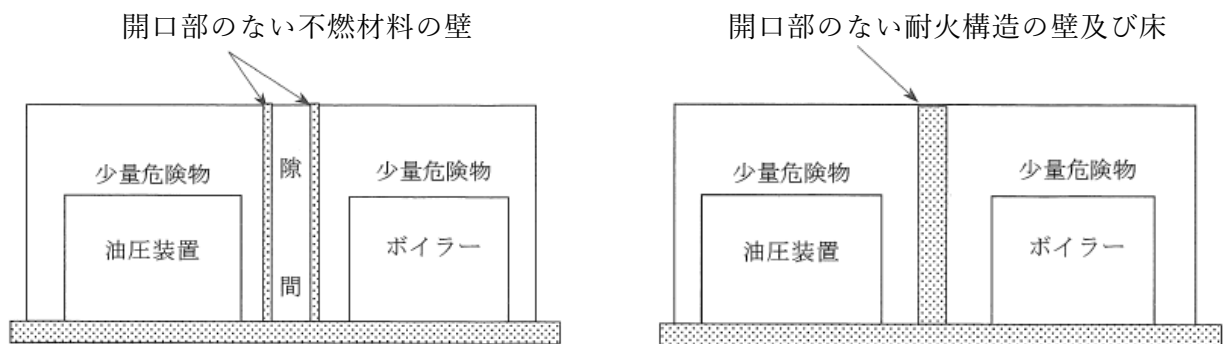 開口部のない不燃材料の壁
開口部のない耐火構造の壁及び床
少量危険物
油圧装置
隙
間
少量危険物
ボイラー
少量危険物
油圧装置
少量危険物
ボイラー